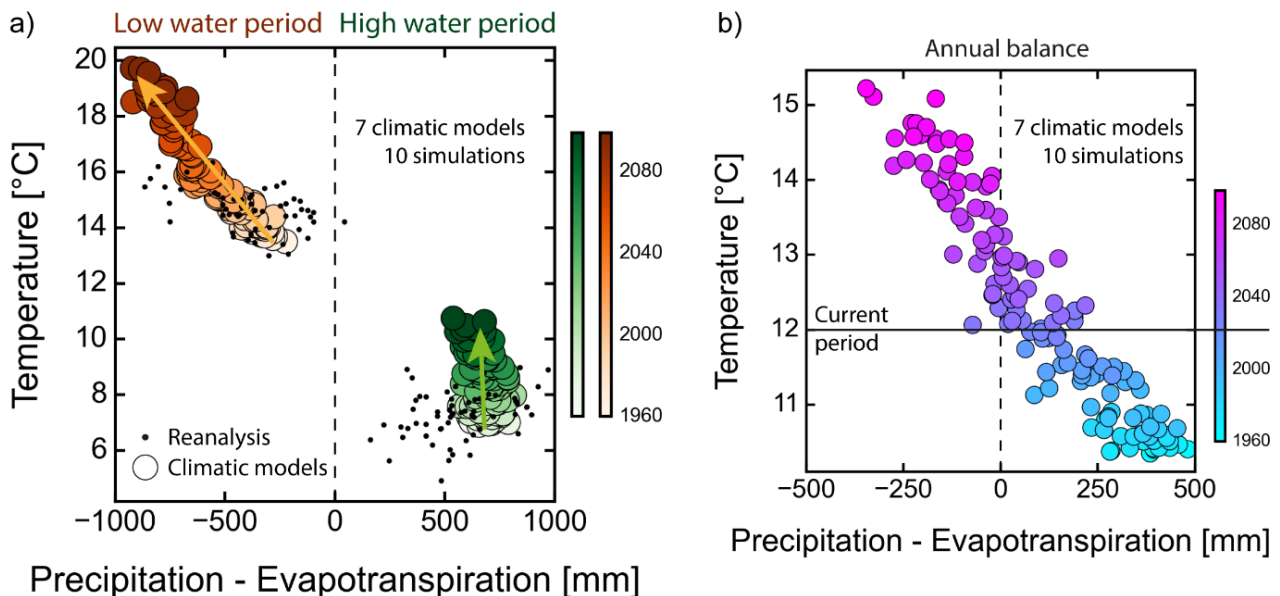 a)
Low water period
High water period
20
18
16
14
12
10
8
6
Temperature [°C]
7 climatic models
10 simulations
2080
2040
2000
1960
Reanalysis
Climatic models
−1000
−500
0
500
1000
Precipitation - Evapotranspiration [mm]
b)
Annual balance
15
14
13
12
11
Temperature [°C]
7 climatic models
10 simulations
Current
period
2080
2040
2000
1960
−500
−250
0
250
500
Precipitation - Evapotranspiration [mm]